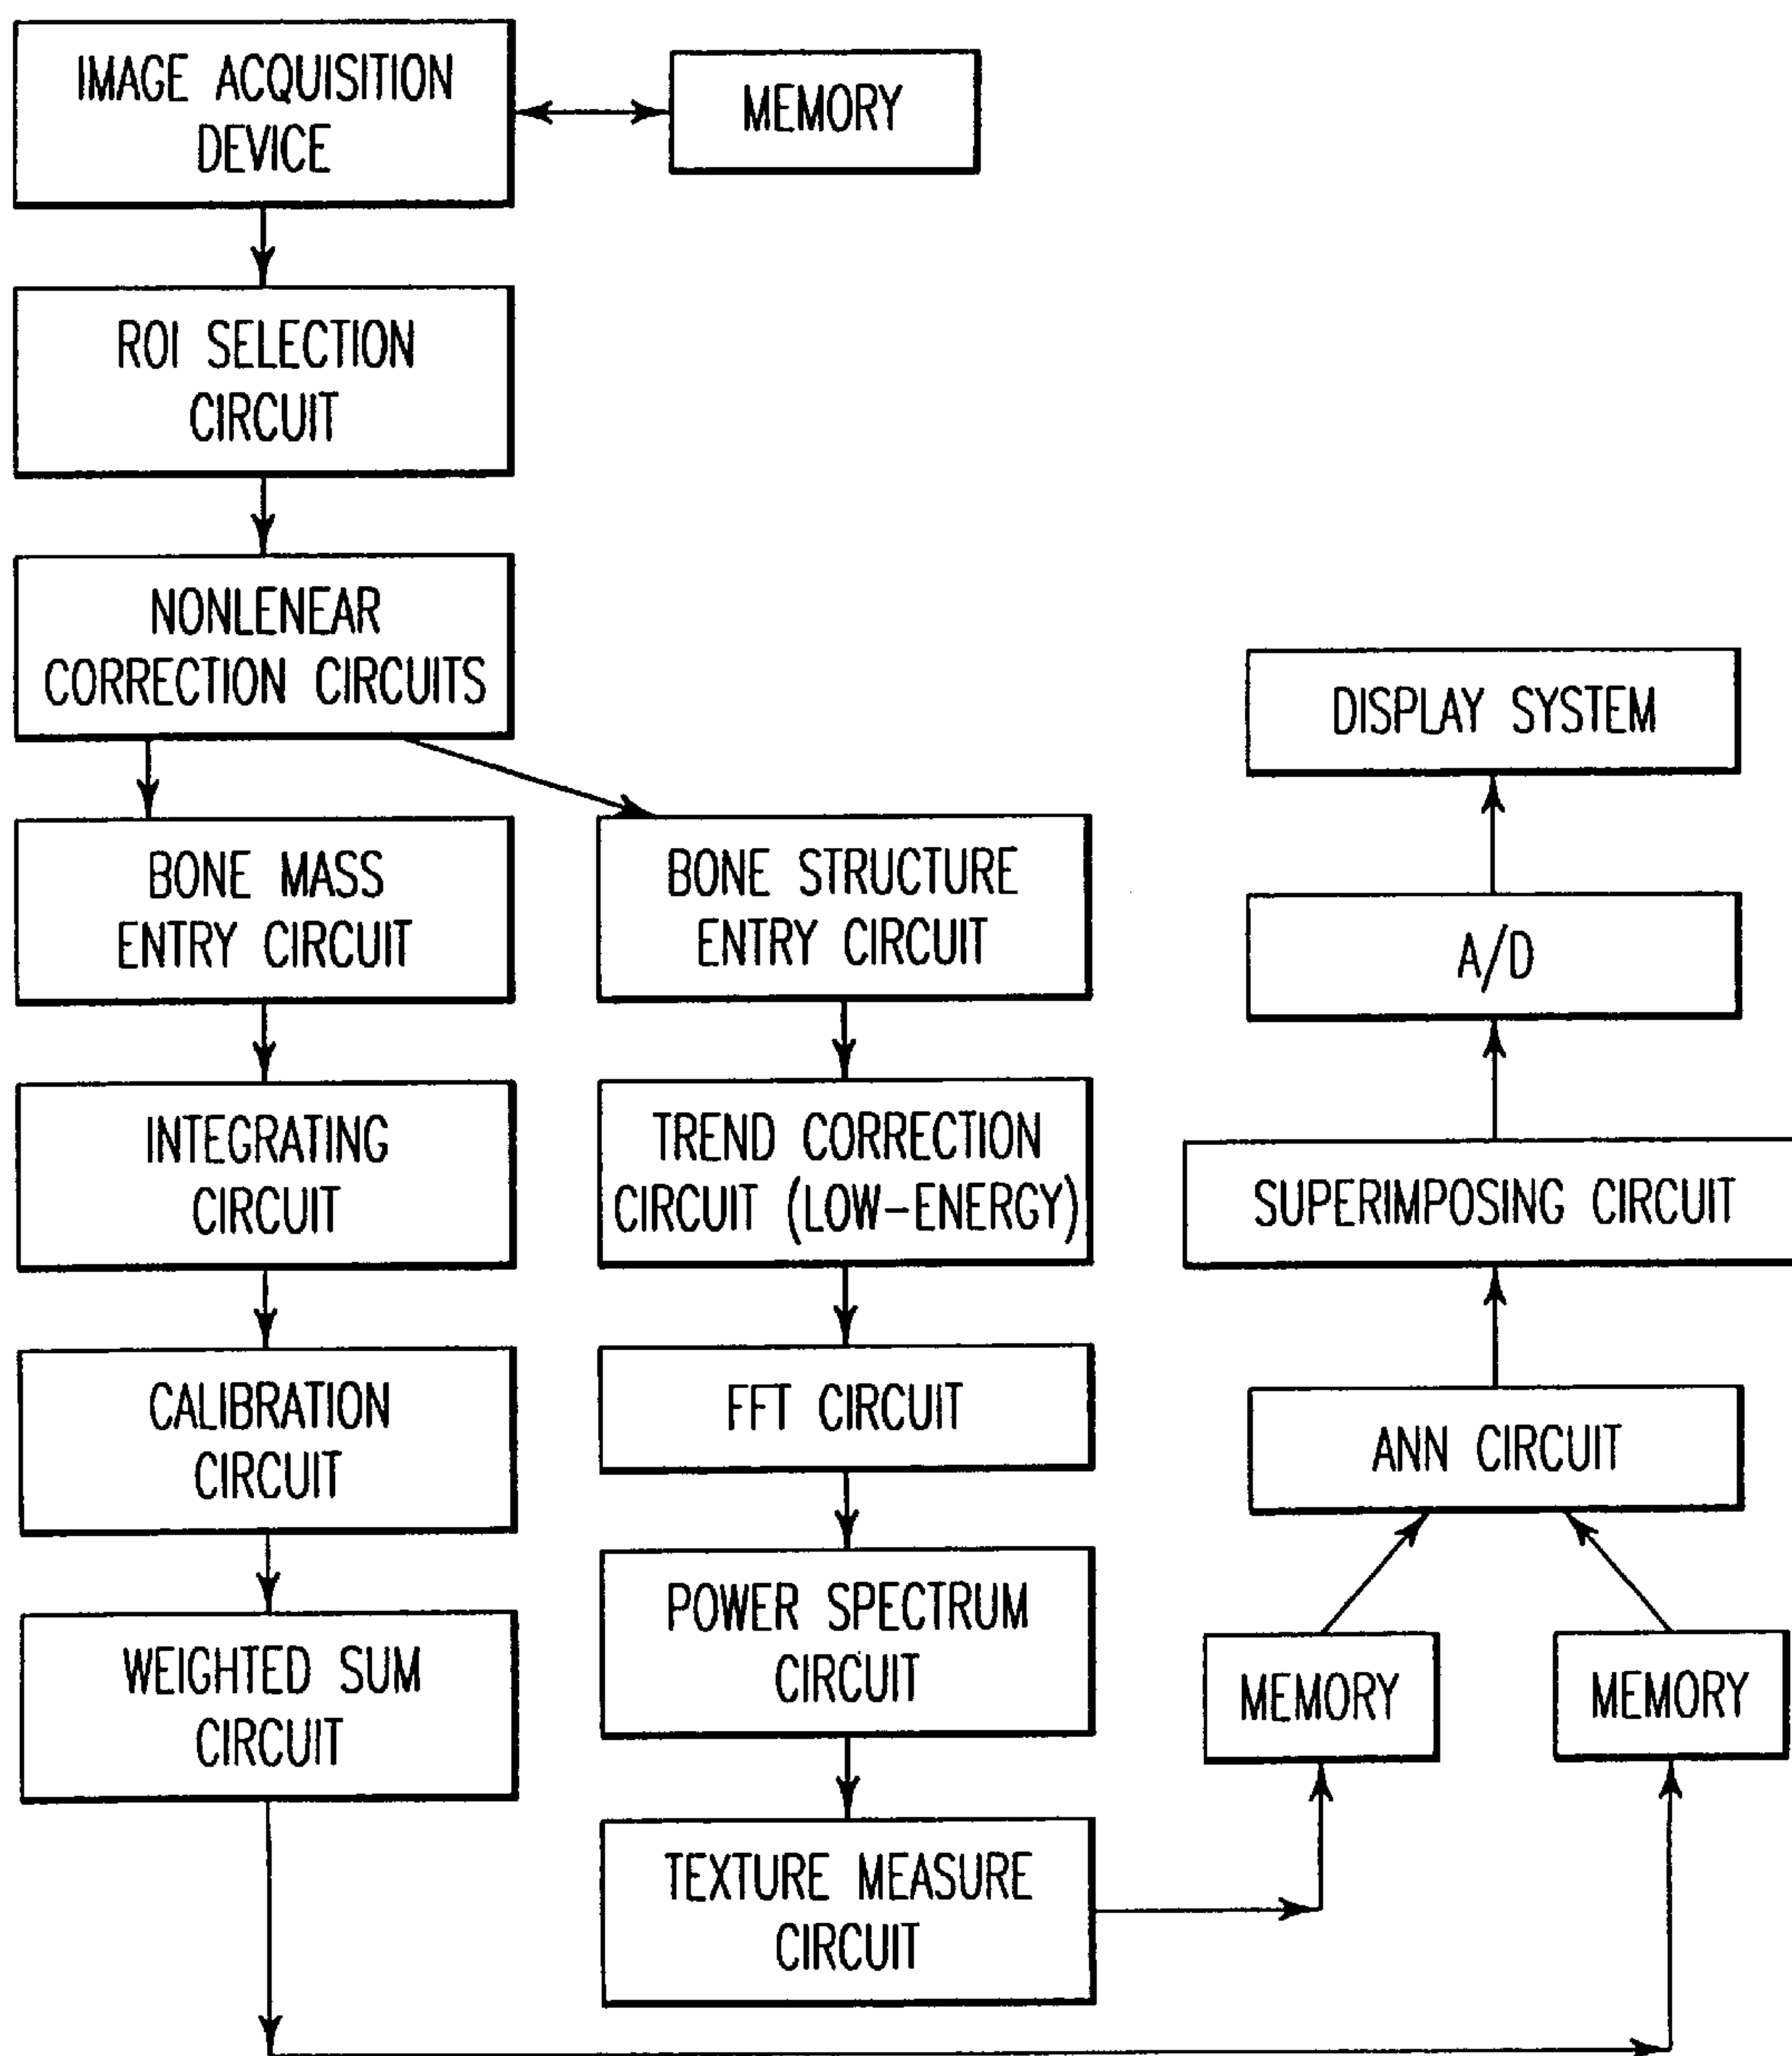 IMAGE ACQUISITION
DEVICE
MEMORY
ROI SELECTION
CIRCUIT
NONLENEAR
CORRECTION CIRCUITS
BONE MASS
ENTRY CIRCUIT
INTEGRATING
CIRCUIT
CALIBRATION
CIRCUIT
WEIGHTED SUM
CIRCUIT
BONE STRUCTURE
ENTRY CIRCUIT
TREND CORRECTION
CIRCUIT (LOW-ENERGY)
FFT CIRCUIT
POWER SPECTRUM
CIRCUIT
TEXTURE MEASURE
CIRCUIT
DISPLAY SYSTEM
A/D
SUPERIMPOSING CIRCUIT
ANN CIRCUIT
MEMORY
MEMORY